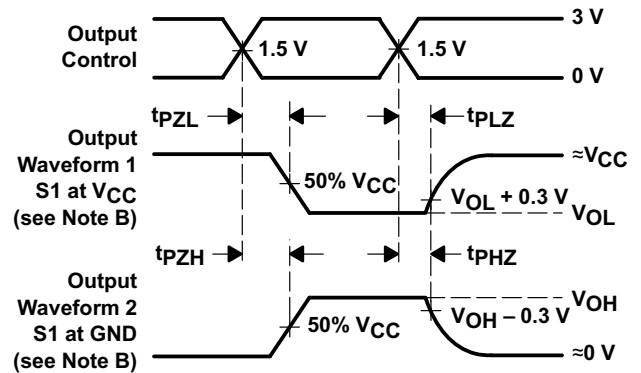 Output
Control
1.5 V
1.5 V
3 V
0 V
tPZL
tPLZ
Output
Waveform 1
S1 at VCC
(see Note B)
50% VCC
≈VCC
VOL + 0.3 V
VOL
tPZH
tPHZ
Output
Waveform 2
S1 at GND
(see Note B)
50% VCC
VOH
VOH – 0.3 V
≈0 V